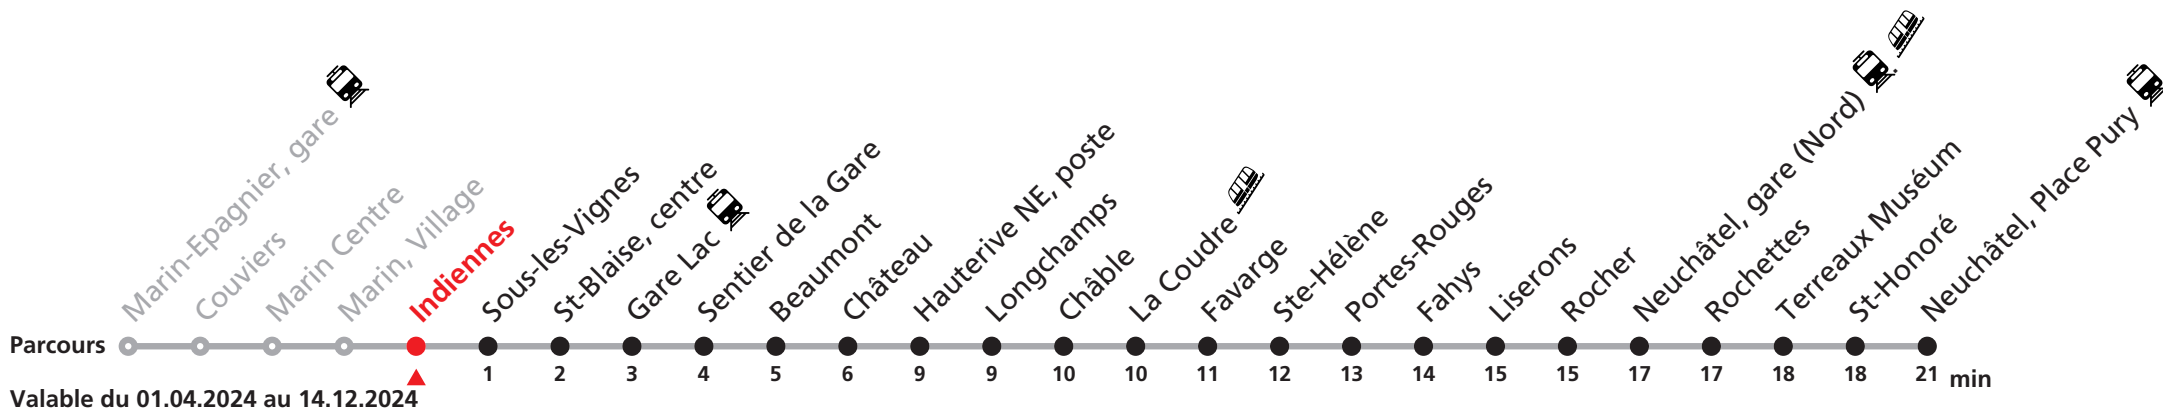 Marin-Epagnier, gare
Couviers
Marin Centre
Marin, Village
Indiennes
Sous-les-Vignes
St-Blaise, centre
Gare Lac
Sentier de la Gare
Beaumont
Château
Hauterive NE, poste
Longchamps
Châble
La Coudre
Favarge
Ste-Hélène
Portes-Rouges
Fahys
Liserons
Rocher
Neuchâtel, gare (Nord)
Rochettes
Terreaux Muséum
St-Honoré
Neuchâtel, Place Pury
Parcours
1 2 3 4 5 6 9 9 10 10 11 12 13 14 15 15 17 17 18 18 21 min
Valable du 01.04.2024 au 14.12.2024